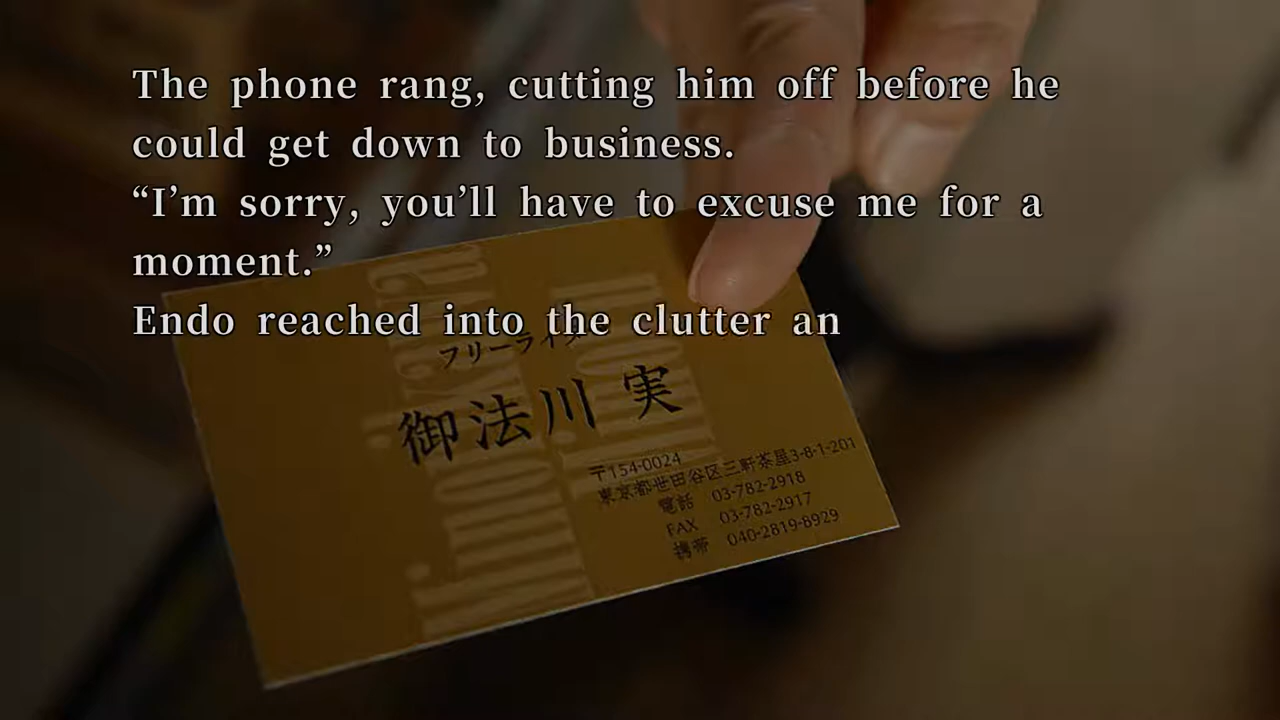 The phone rang, cutting him off before he
could get down to business.
“I’m sorry, you’ll have to excuse me for a
moment.”
Endo reached into the clutter an
フリーライター
御法川 実
〒154-0024
東京都世田谷区三軒茶屋3-8-1-201
電話 03-782-2918
FAX 03-782-2917
携帯 040-2819-8929